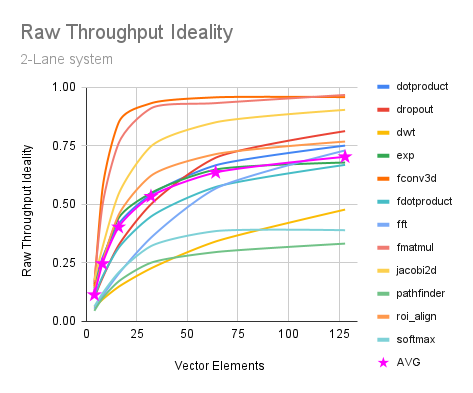 Raw Throughput Ideality
2-Lane system
Raw Throughput Ideality
1.00
0.75
0.50
0.25
0.00
0
25
50
75
100
125
Vector Elements
dotproduct
dropout
dwt
exp
fconv3d
fdotproduct
fft
fmatmul
jacobi2d
pathfinder
roi_align
softmax
AVG